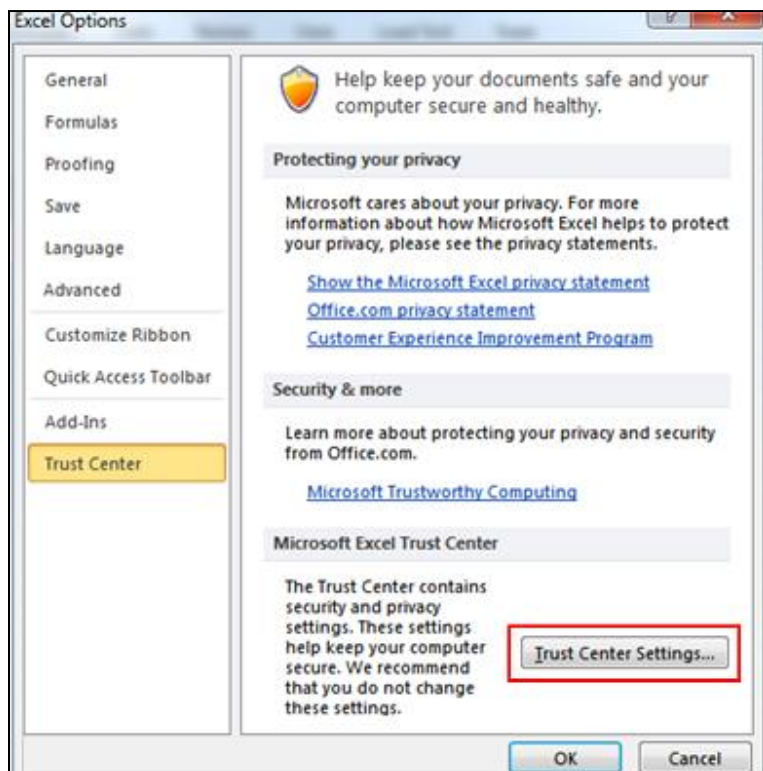 Excel Options
General
Formulas
Proofing
Save
Language
Advanced
Customize Ribbon
Quick Access Toolbar
Add-Ins
Trust Center
Help keep your documents safe and your
computer secure and healthy.
Protecting your privacy
Microsoft cares about your privacy. For more
information about how Microsoft Excel helps to protect
your privacy, please see the privacy statements.
Show the Microsoft Excel privacy statement
Office.com privacy statement
Customer Experience Improvement Program
Security & more
Learn more about protecting your privacy and security
from Office.com.
Microsoft Trustworthy Computing
Microsoft Excel Trust Center
The Trust Center contains
security and privacy
settings. These settings
help keep your computer
secure. We recommend
that you do not change
these settings.
Trust Center Settings...
OK
Cancel